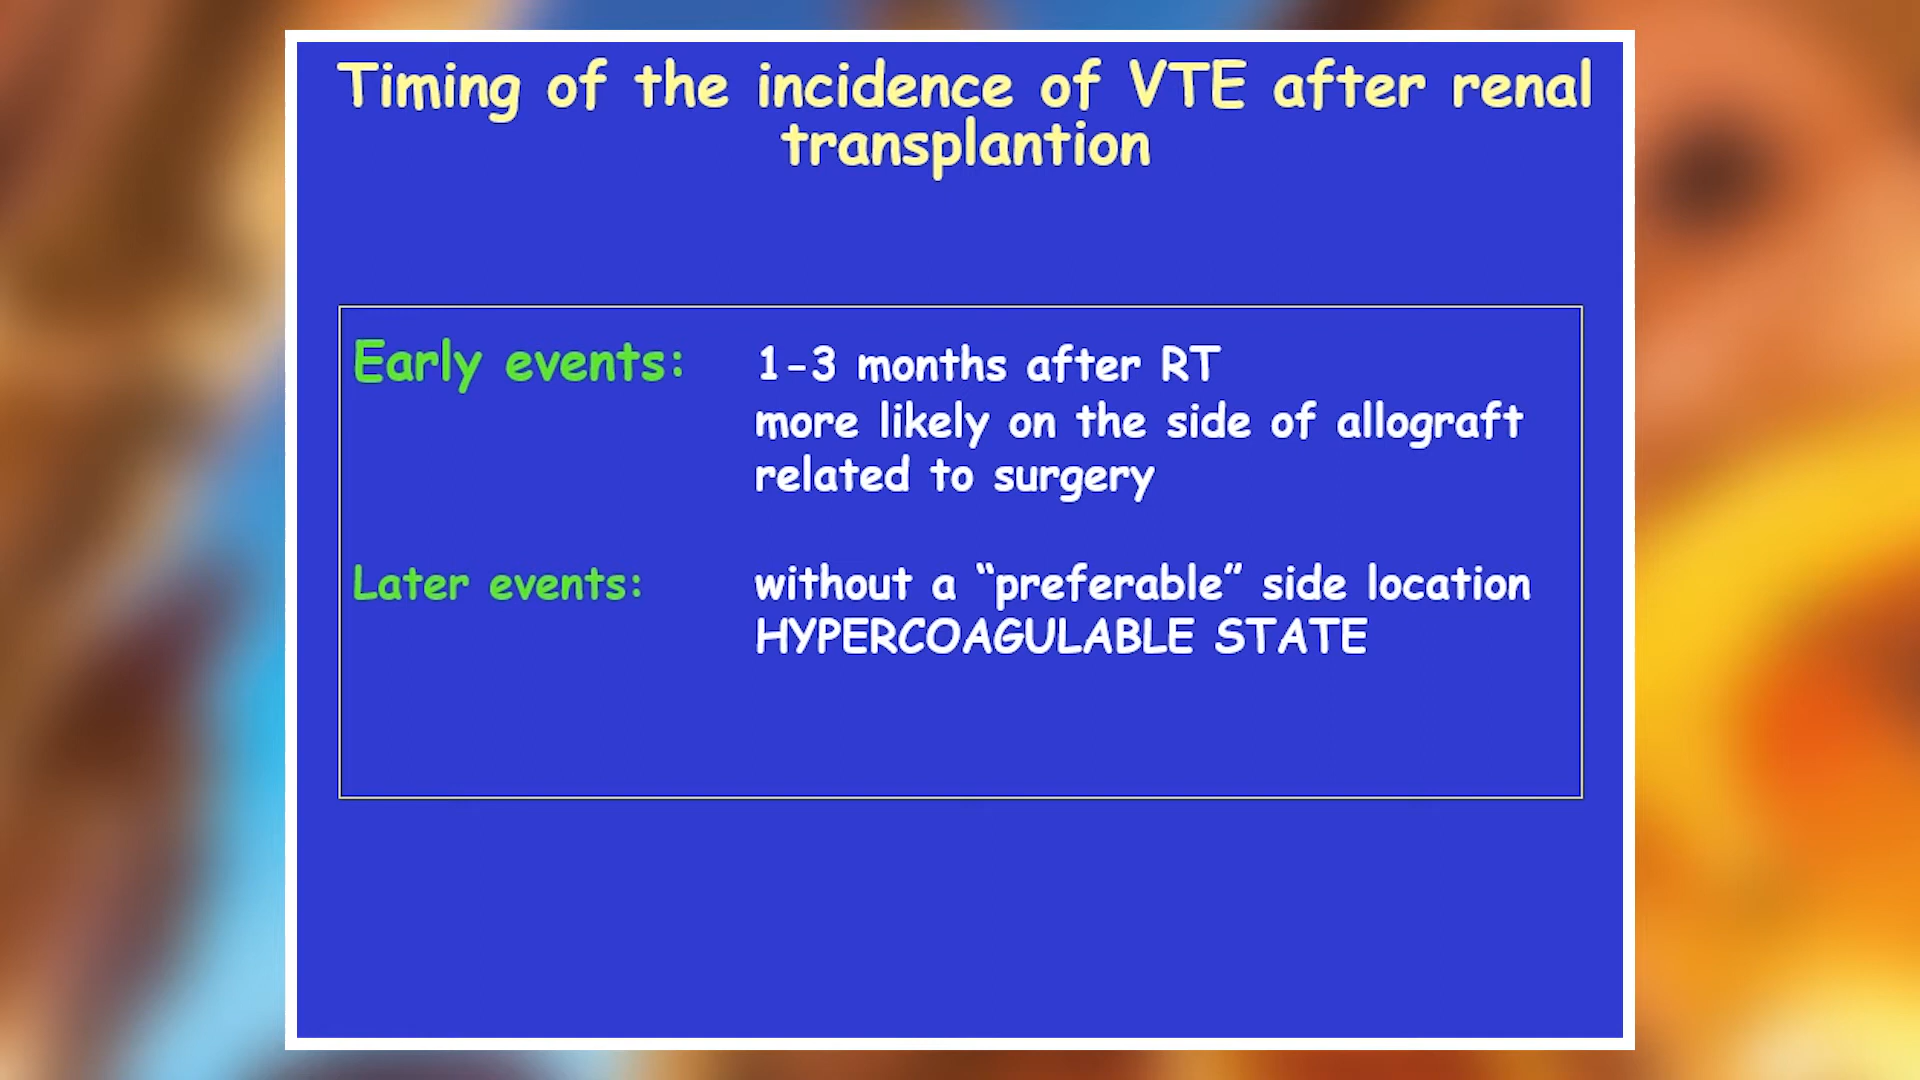 Timing of the incidence of VTE after renal
transplantion
Early events: 1-3 months after RT
more likely on the side of allograft
related to surgery
Later events: without a “preferable” side location
HYPERCOAGULABLE STATE